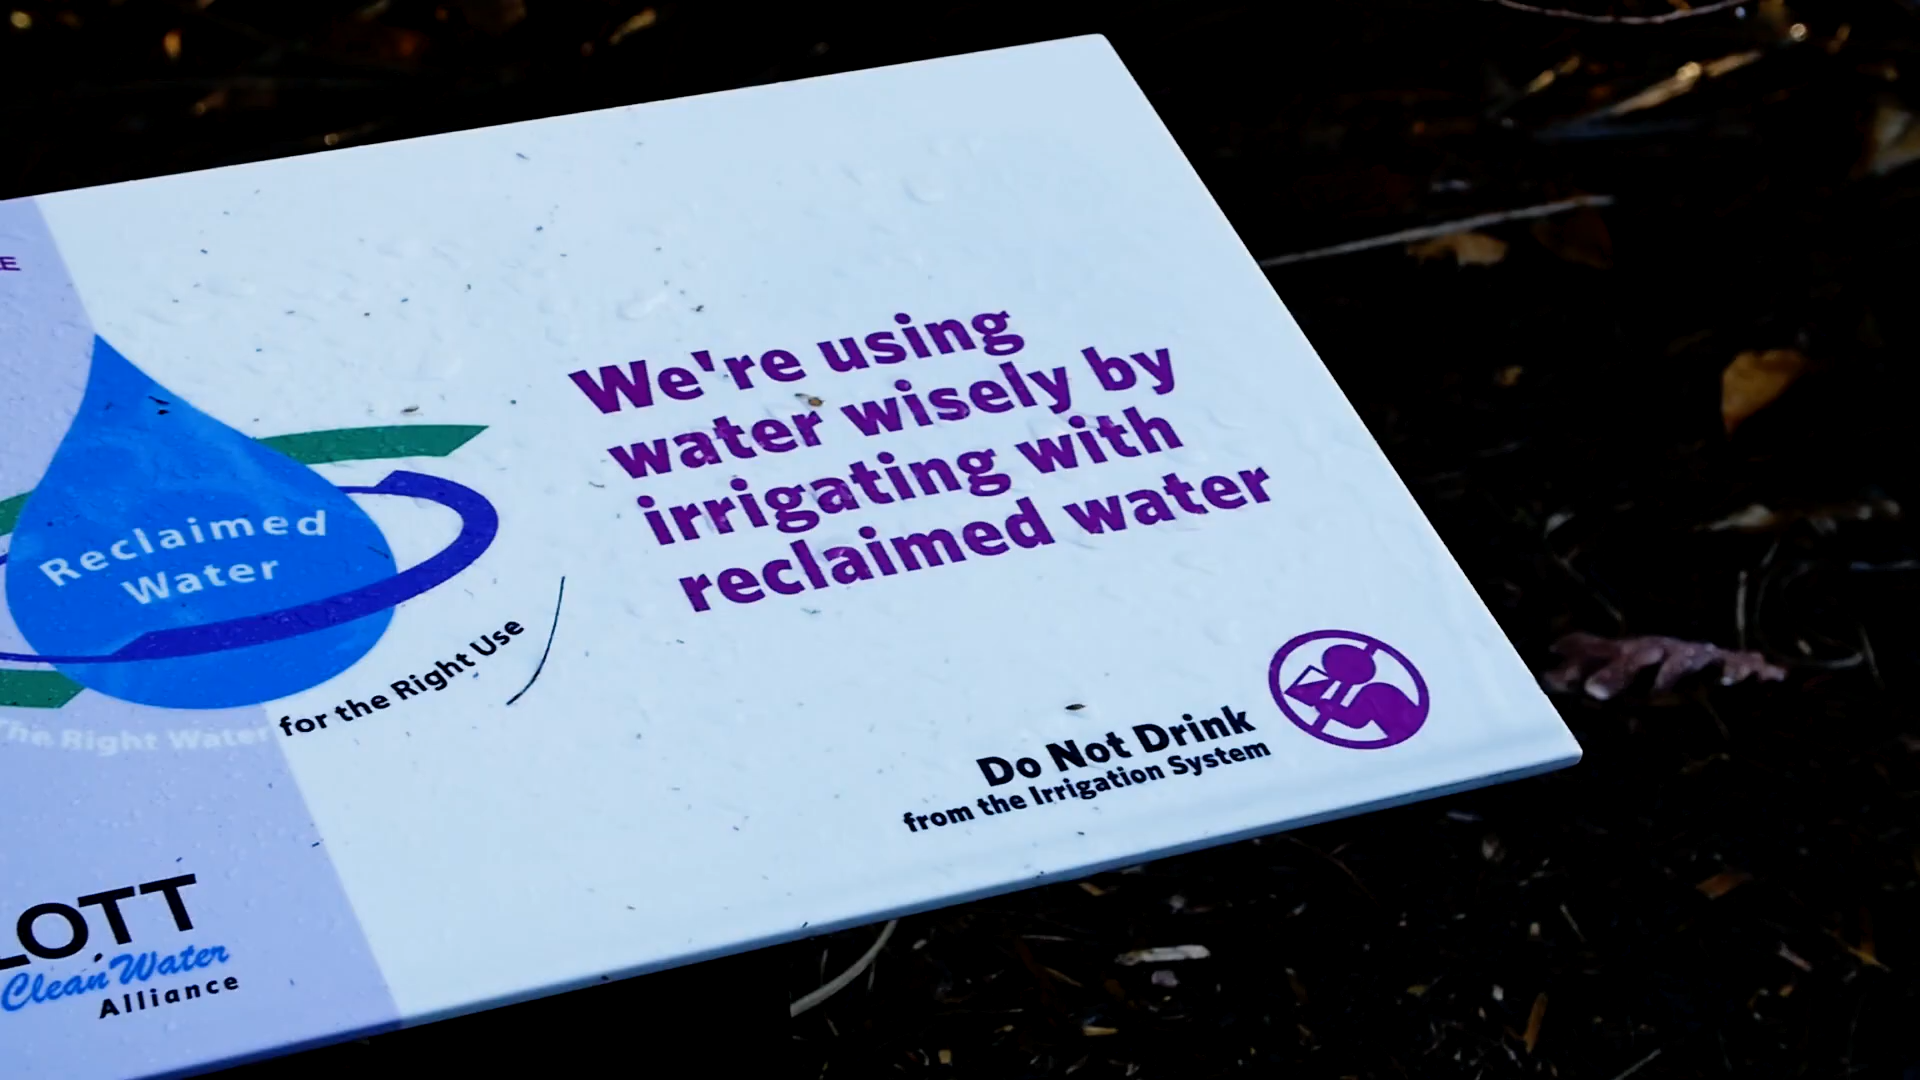 Reclaimed
Water
The Right Water for the Right Use
LOTT
Clean Water
Alliance
We're using
water wisely by
irrigating with
reclaimed water
Do Not Drink
from the Irrigation System